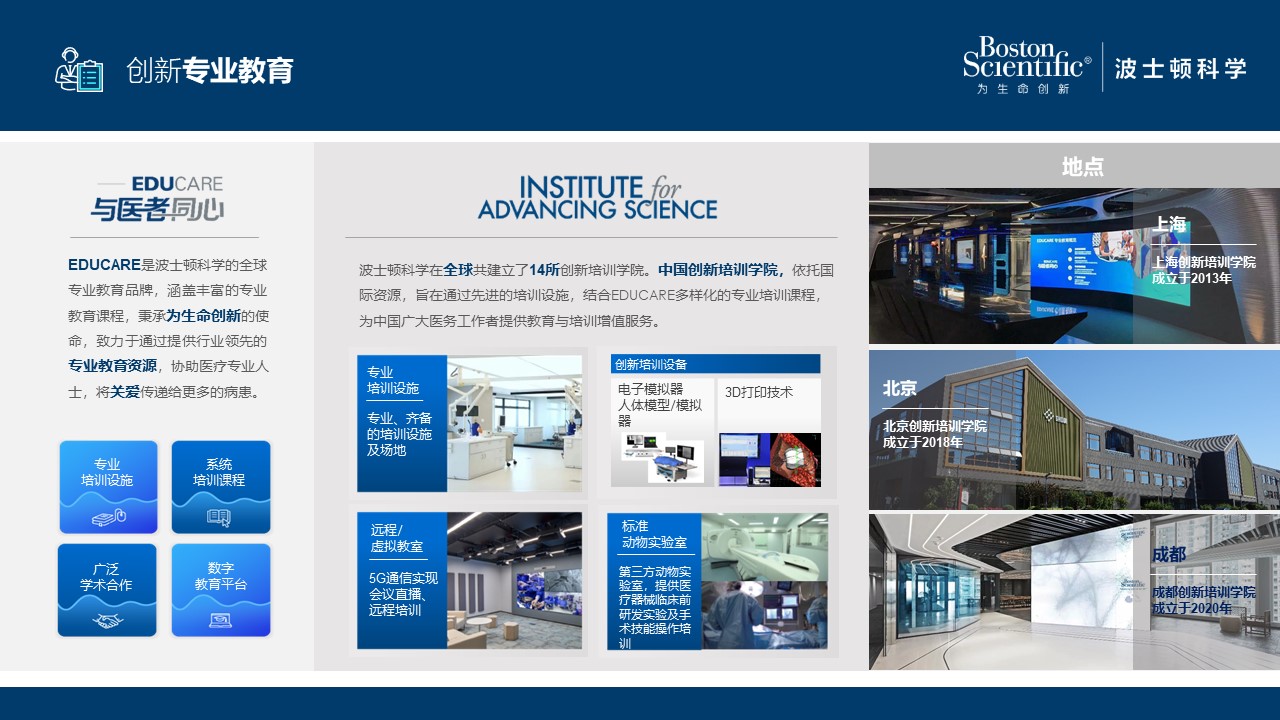 创新专业教育
Boston
Scientific®
为生命创新
波士顿科学
EDUCARE
与医者同心
EDUCARE是波士顿科学的全球
专业教育品牌，涵盖丰富的专业
教育课程，秉承为生命创新的使
命，致力于通过提供行业领先的
专业教育资源，协助医疗专业人
士，将关爱传递给更多的病患。
专业
培训设施
系统
培训课程
广泛
学术合作
数字
教育平台
INSTITUTE for
ADVANCING SCIENCE
波士顿科学在全球共建立了14所创新培训学院。中国创新培训学院，依托国
际资源，旨在通过先进的培训设施，结合EDUCARE多样化的专业培训课程，
为中国广大医务工作者提供教育与培训增值服务。
专业
培训设施
专业、齐备
的培训设施
及场地
创新培训设备
电子模拟器
人体模型/模拟
器
3D打印技术
远程/
虚拟教室
5G通信实现
会议直播、
远程培训
标准
动物实验室
第三方动物实
验室，提供医
疗器械临床前
研发实验及手
术技能操作培
训
地点
上海
上海创新培训学院
成立于2013年
北京
北京创新培训学院
成立于2018年
成都
成都创新培训学院
成立于2020年